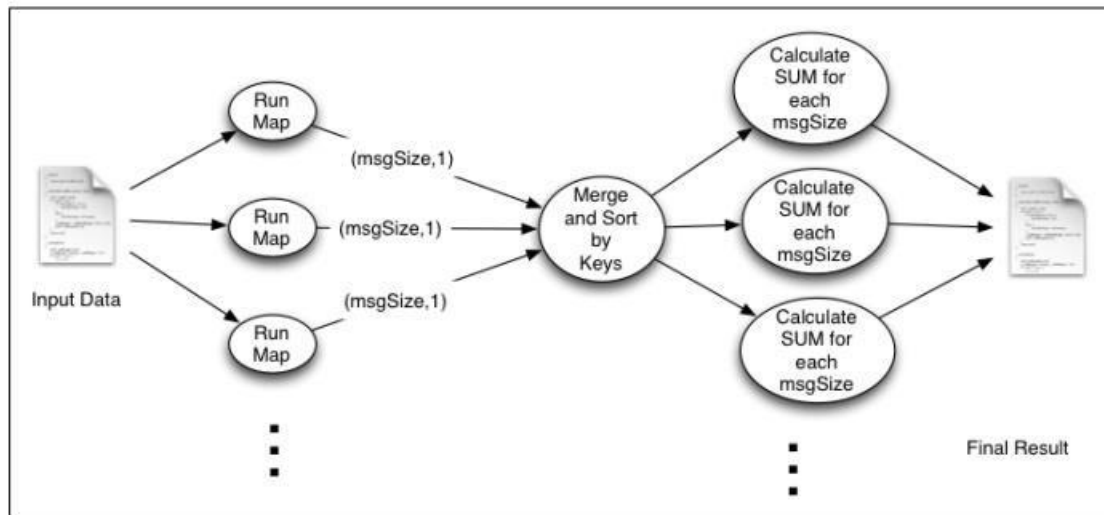 Input Data
Run
Map
(msgSize,1)
Run
Map
(msgSize,1)
Run
Map
(msgSize,1)
Merge
and Sort
by
Keys
Calculate
SUM for
each
msgSize
Calculate
SUM for
each
msgSize
Calculate
SUM for
each
msgSize
Final Result